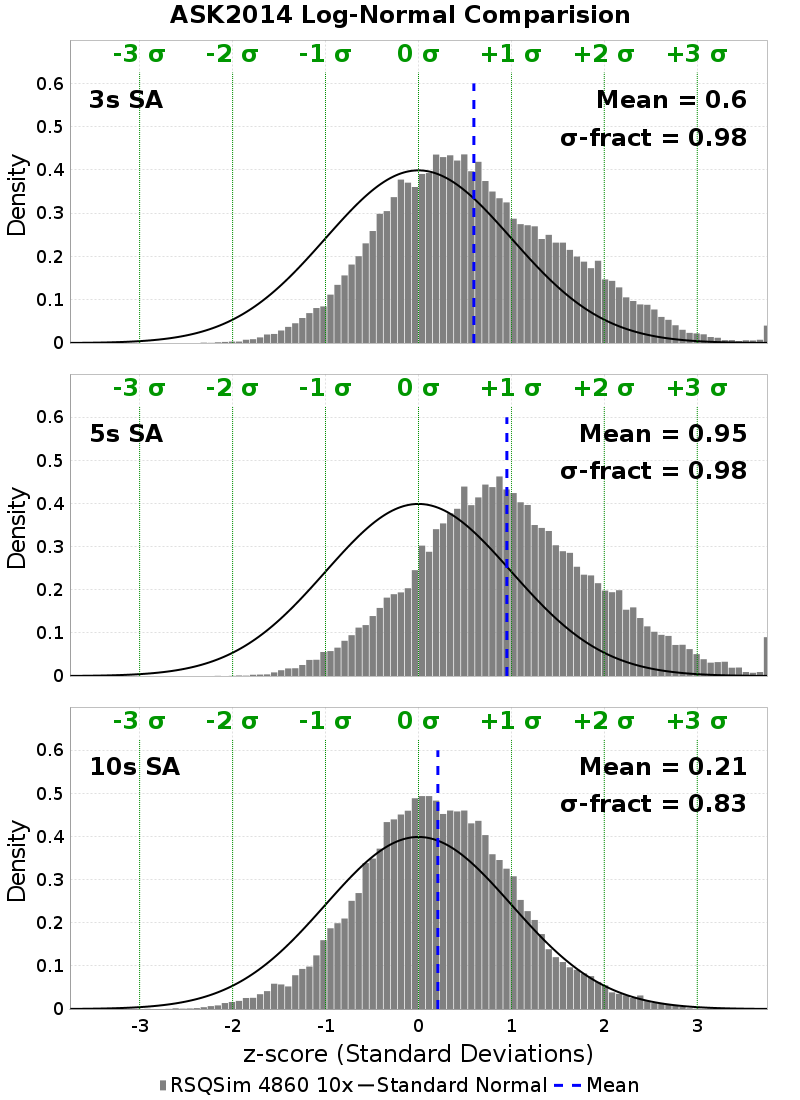 ASK2014 Log-Normal Comparision
-3 σ -2 σ -1 σ 0 σ +1 σ +2 σ +3 σ
0.6
3s SA Mean = 0.6
0.5
σ-fract = 0.98
0.4
0.3
0.2
0.1
0
Density
-3 σ -2 σ -1 σ 0 σ +1 σ +2 σ +3 σ
0.6
5s SA Mean = 0.95
0.5
σ-fract = 0.98
0.4
0.3
0.2
0.1
0
Density
-3 σ -2 σ -1 σ 0 σ +1 σ +2 σ +3 σ
0.6
10s SA Mean = 0.21
0.5
σ-fract = 0.83
0.4
0.3
0.2
0.1
0
Density
-3 -2 -1 0 1 2 3
z-score (Standard Deviations)
RSQSim 4860 10x Standard Normal Mean